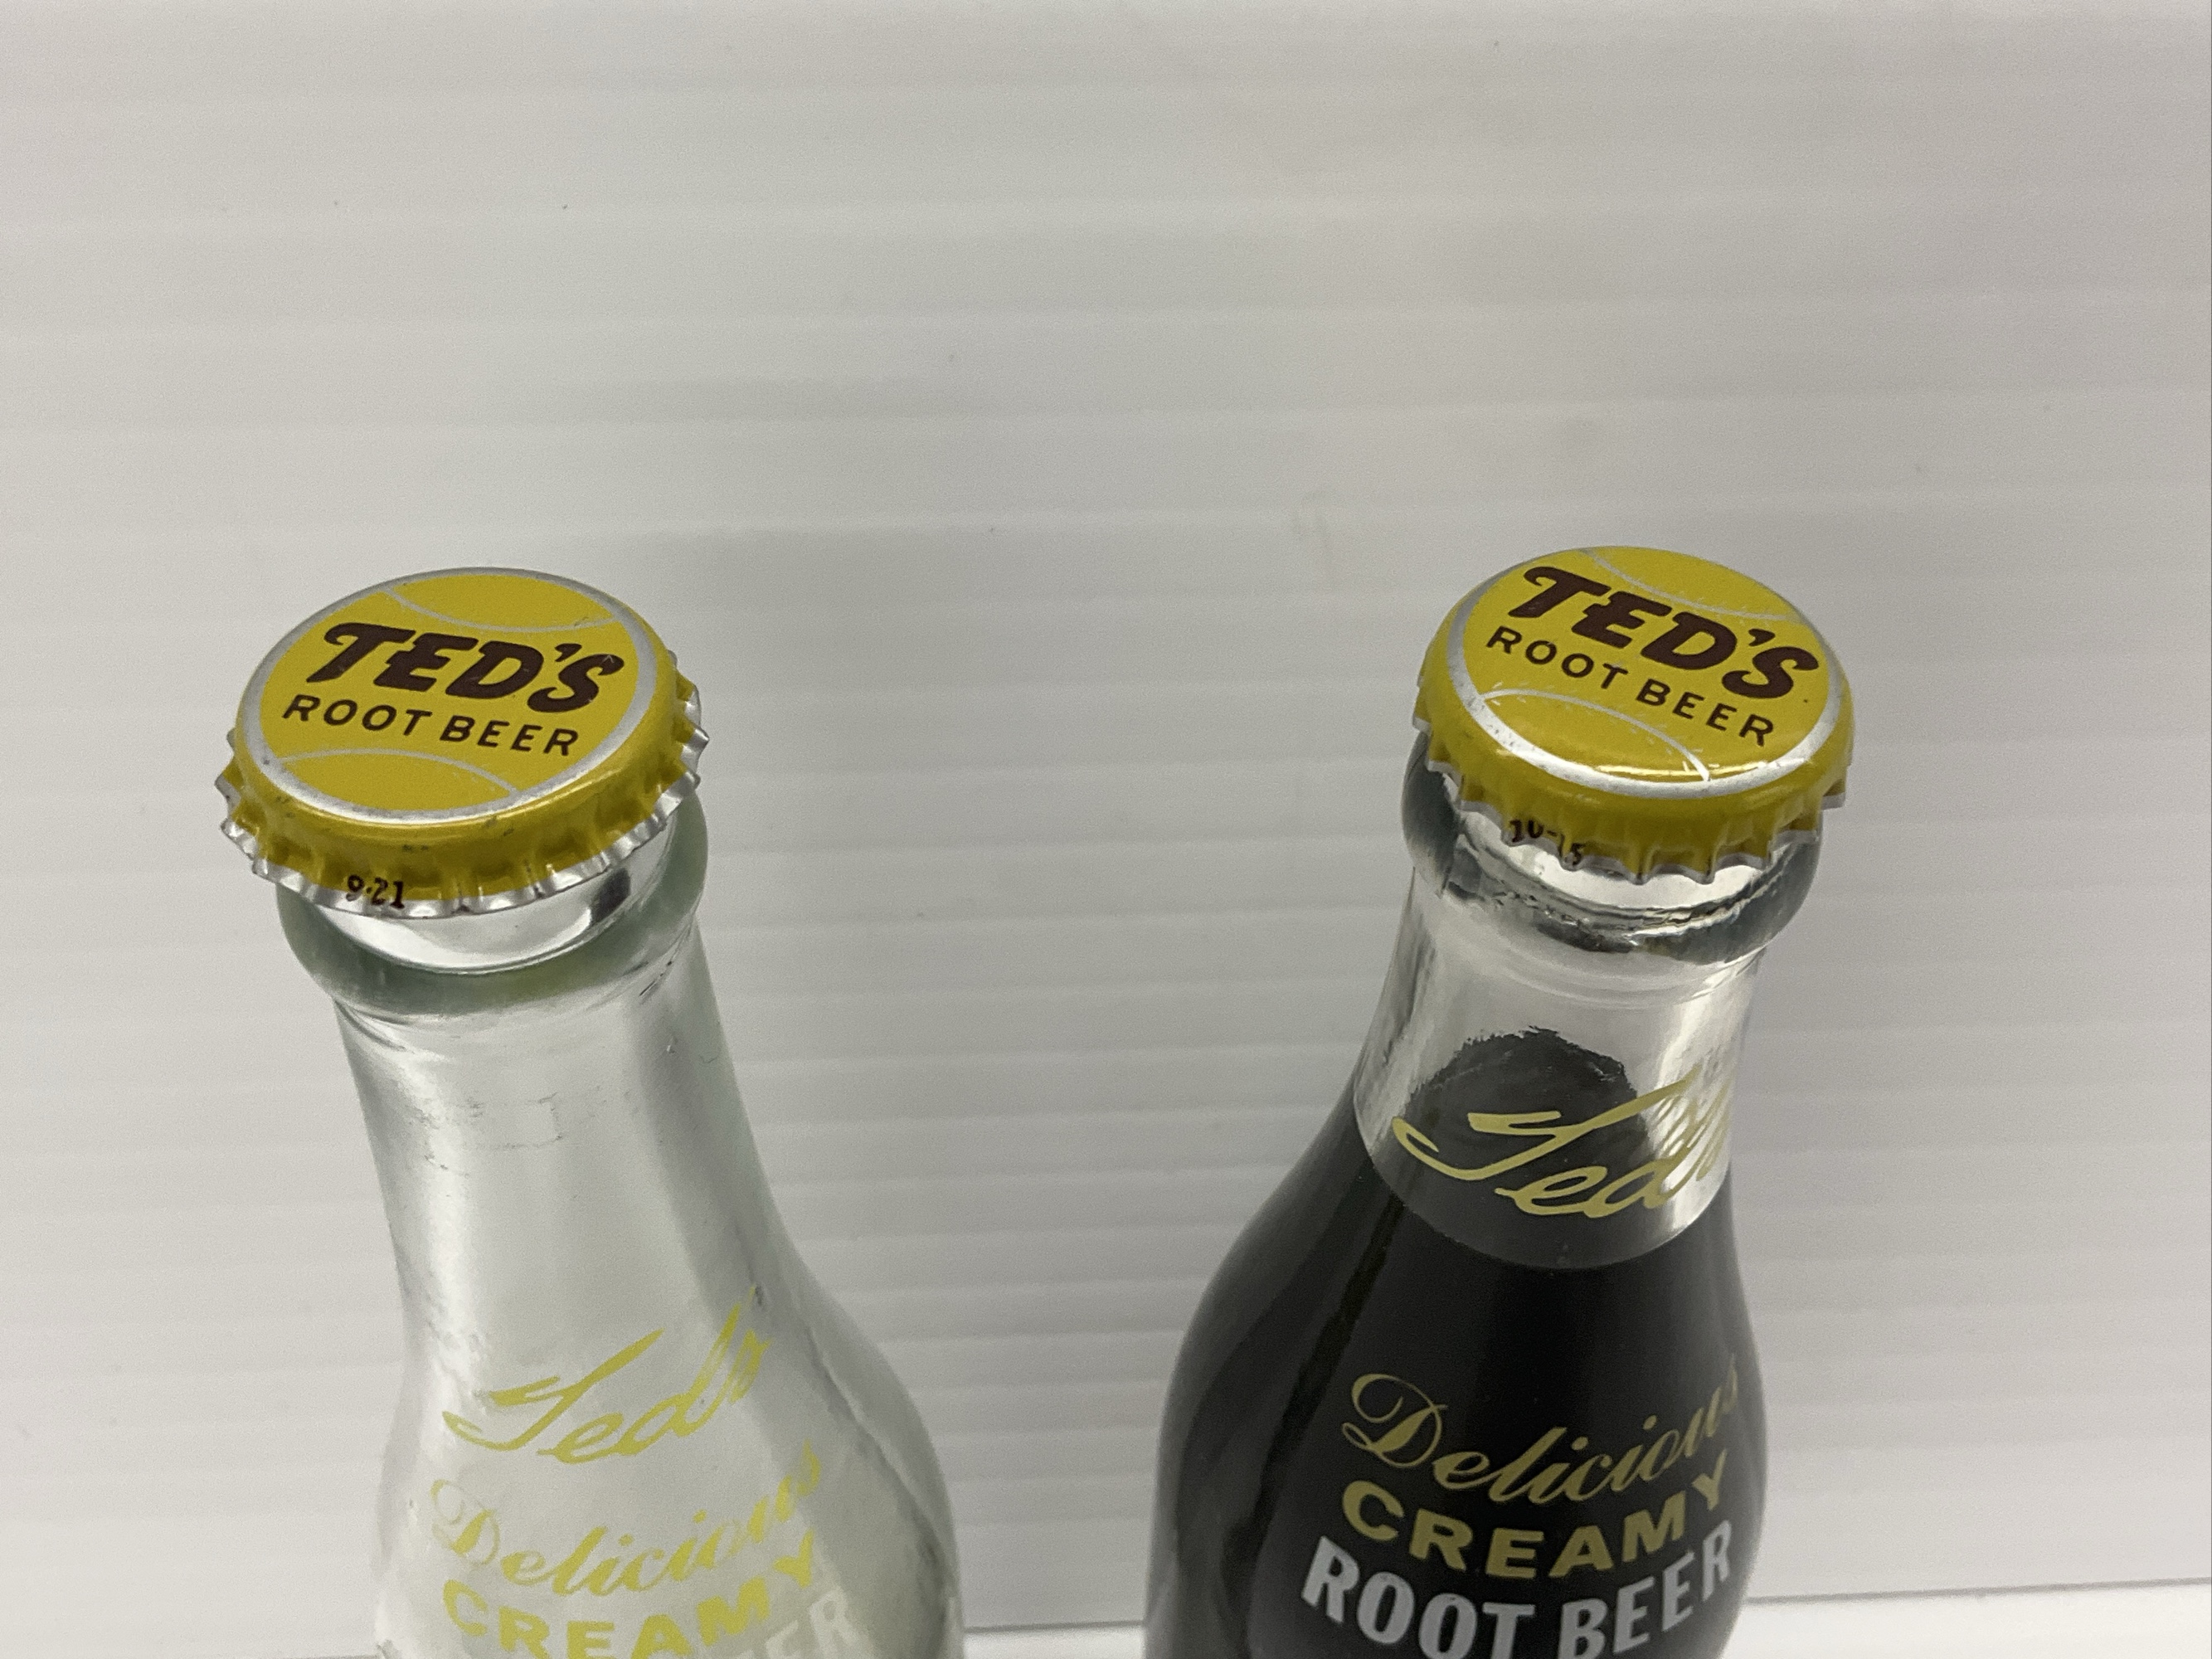 TED'S
ROOT BEER
9-21
Ted's
Delicious
CREAMY
TED'S
ROOT BEER
10-15
Ted's
Delicious
CREAMY
ROOT BEER